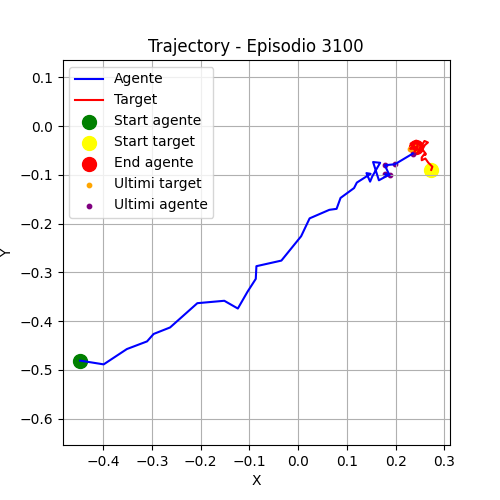 Trajectory - Episodio 3100
Agente
Target
Start agente
Start target
End agente
Ultimi target
Ultimi agente
Y
0.1
0.0
−0.1
−0.2
−0.3
−0.4
−0.5
−0.6
−0.4
−0.3
−0.2
−0.1
0.0
0.1
0.2
0.3
X